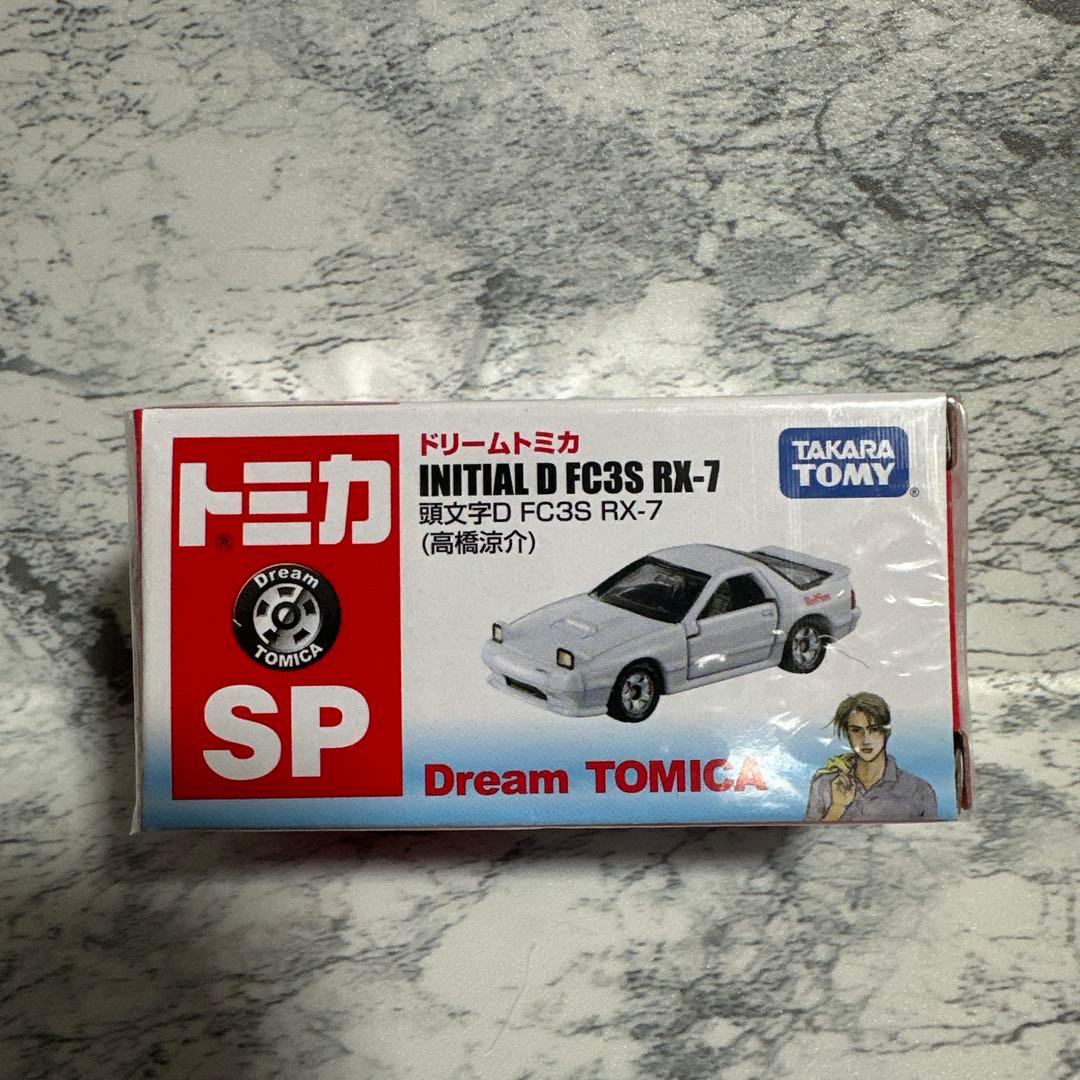 トミカ
®
Dream
TOMICA
SP
ドリームトミカ
INITIAL D FC3S RX-7
頭文字D FC3S RX-7
(高橋涼介)
TAKARA
TOMY
®
RedSuns
Dream TOMICA